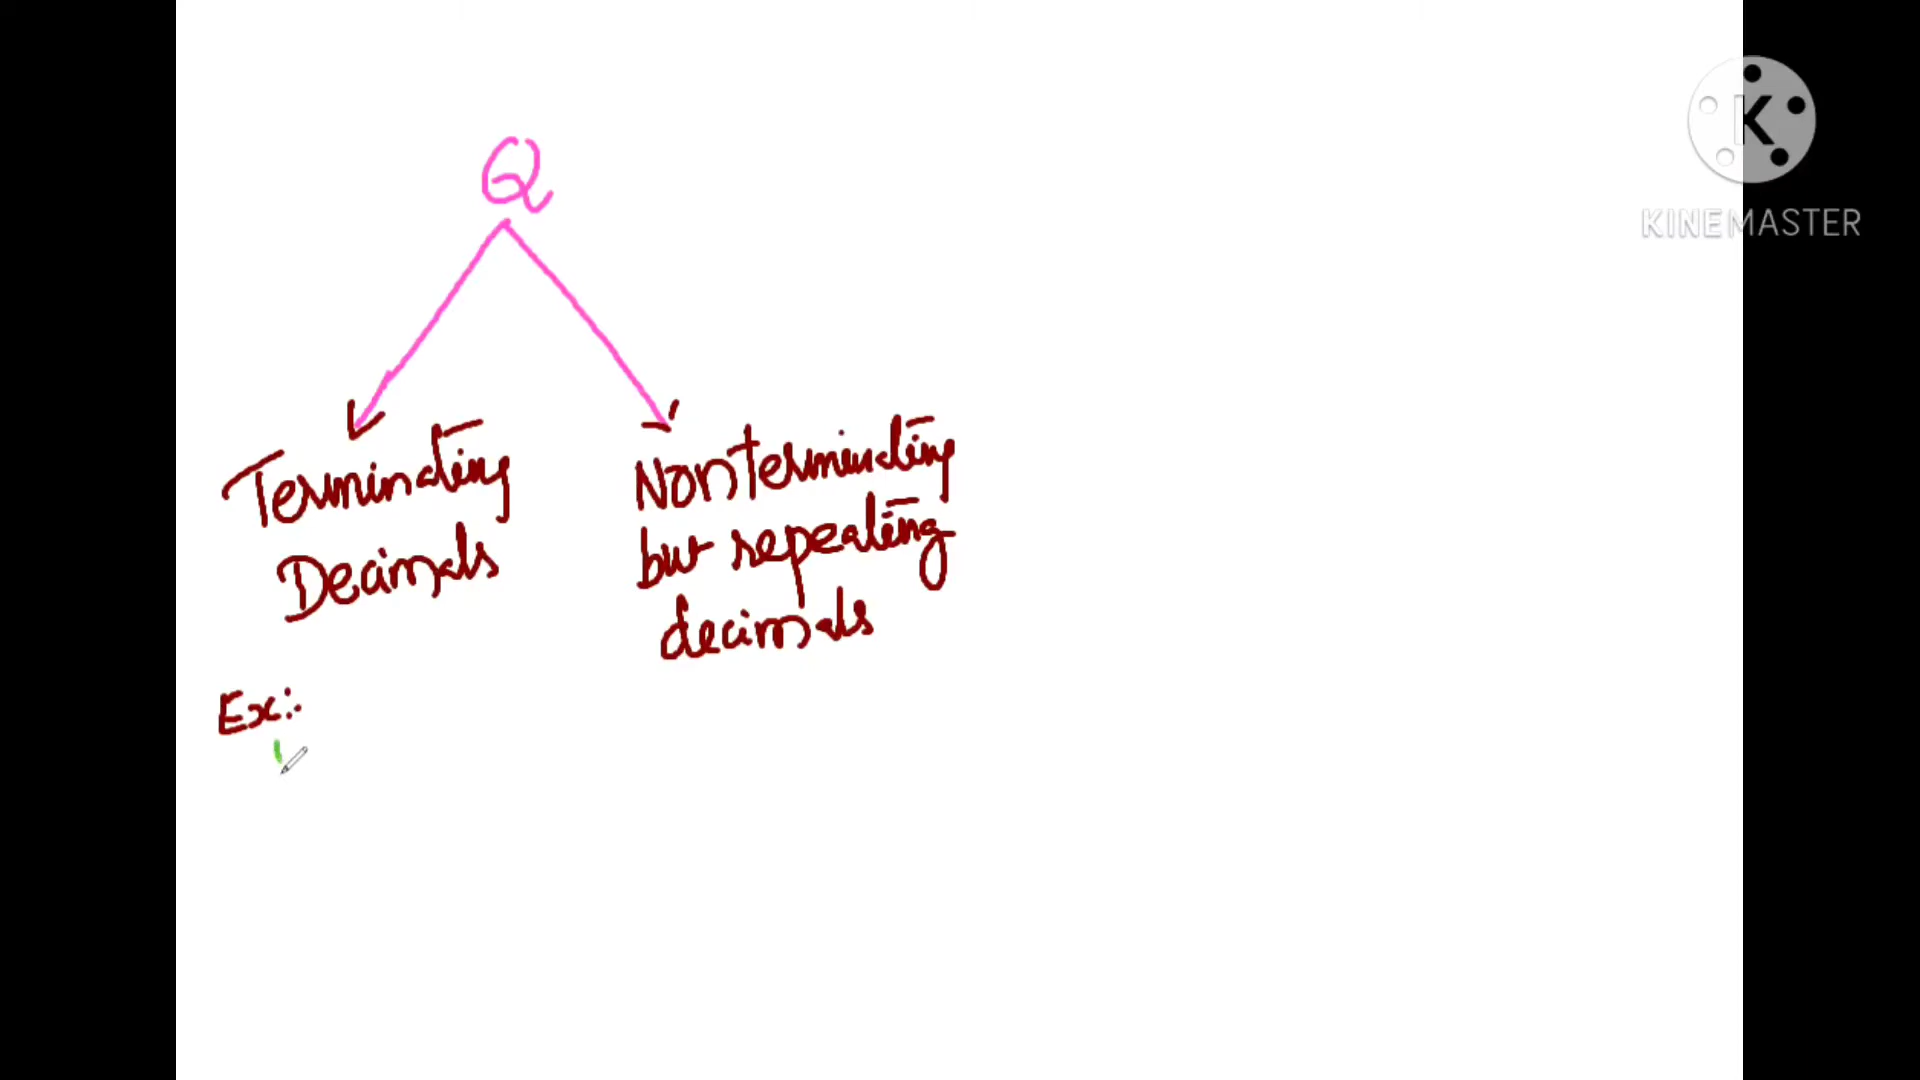 Q
Terminating
Decimals
Nonterminating
but repeating
decimals
Ex:-
K
KINEMASTER